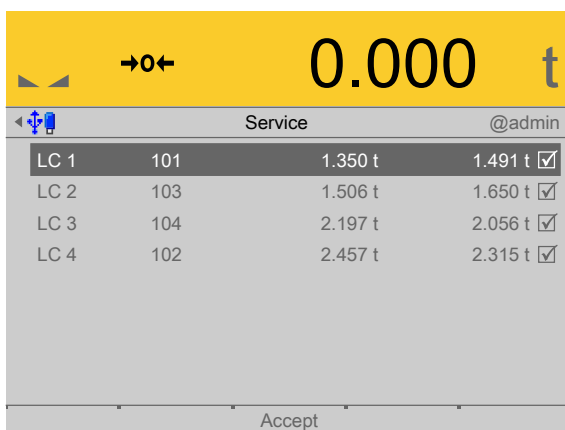 →0← 0.000 t
Service @admin
LC 1 101 1.350 t 1.491 t
LC 2 103 1.506 t 1.650 t
LC 3 104 2.197 t 2.056 t
LC 4 102 2.457 t 2.315 t
Accept